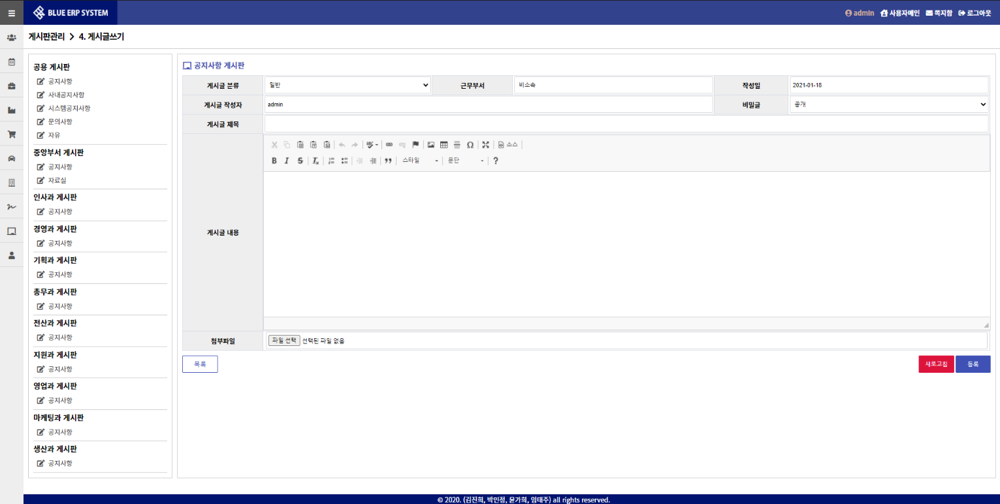 BLUE ERP SYSTEM
admin 사용자메인 쪽지함 로그아웃
게시판관리 > 4. 게시글쓰기
공용 게시판
공지사항
사내공지사항
시스템공지사항
문의사항
자유
중앙부서 게시판
공지사항
자료실
인사과 게시판
공지사항
경영과 게시판
공지사항
기획과 게시판
공지사항
총무과 게시판
공지사항
전산과 게시판
공지사항
지원과 게시판
공지사항
영업과 게시판
공지사항
마케팅과 게시판
공지사항
생산과 게시판
공지사항
공지사항 게시판
게시글 분류 일반 근무부서 비소속 작성일 2021-01-18
게시글 작성자 admin 비밀글 공개
게시글 제목
소스
B I S 스타일 문단 ?
게시글 내용
첨부파일 파일 선택 선택된 파일 없음
목록 새로고침 등록
© 2020. (김진희, 박민정, 윤가희, 임태주) all rights reserved.